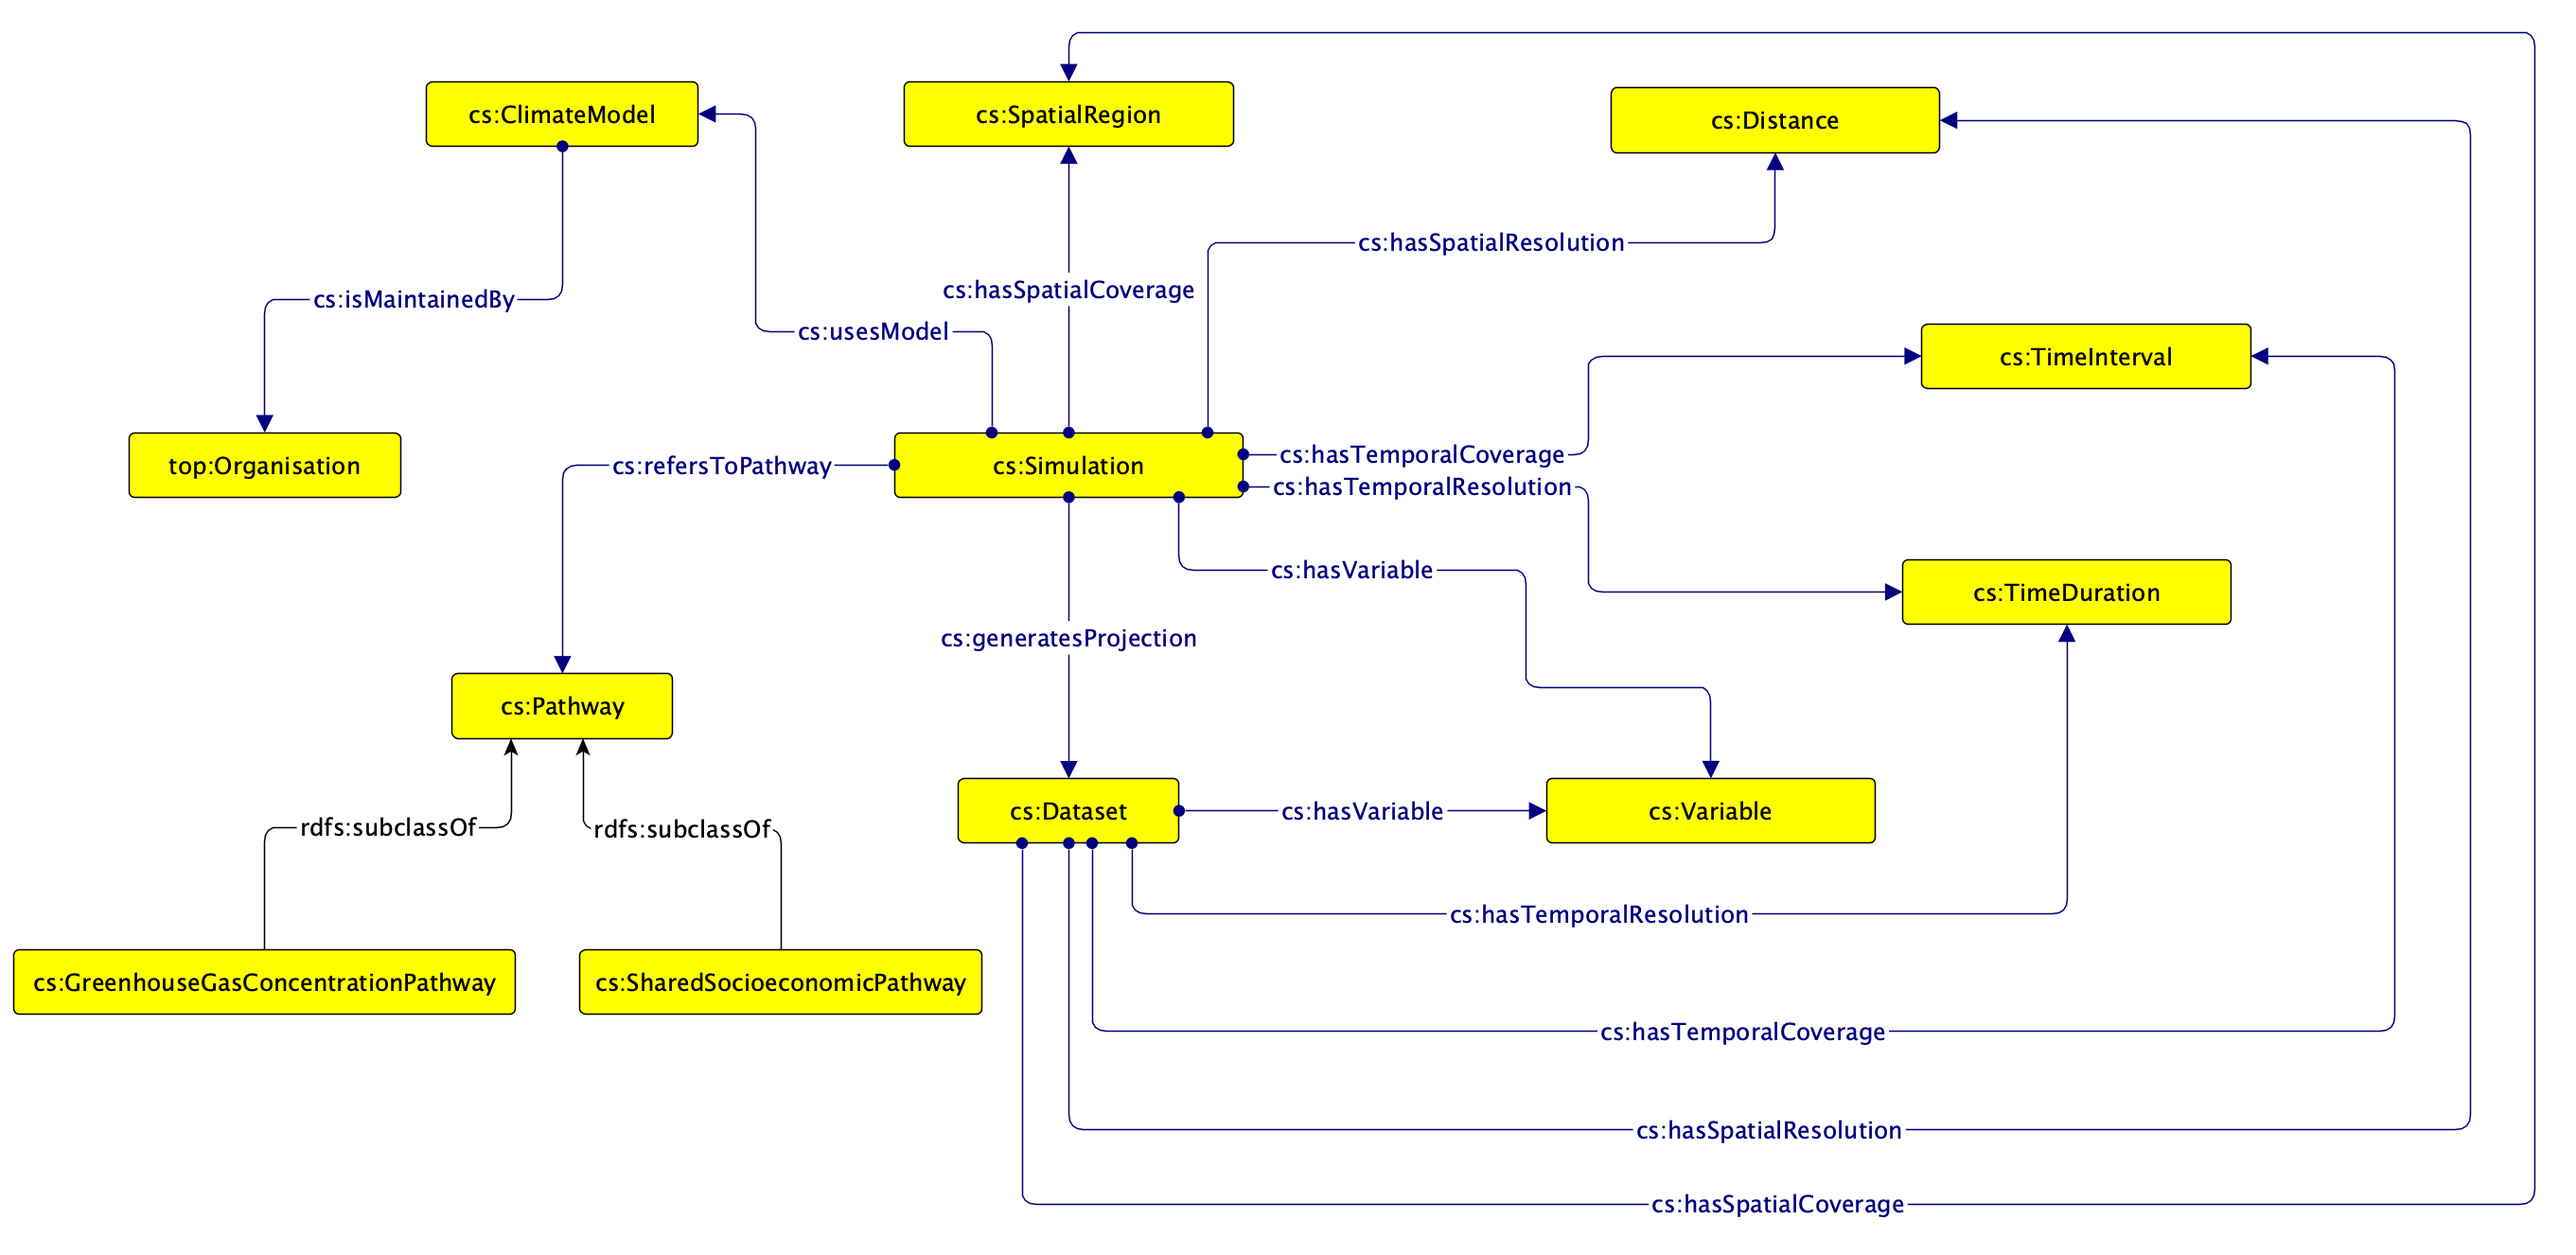 cs:ClimateModel
cs:SpatialRegion
cs:Distance
cs:hasSpatialResolution
cs:hasSpatialCoverage
cs:isMaintainedBy
cs:usesModel
cs:TimeInterval
top:Organisation
cs:refersToPathway
cs:Simulation
cs:hasTemporalCoverage
cs:hasTemporalResolution
cs:hasVariable
cs:TimeDuration
cs:generatesProjection
cs:Pathway
cs:Dataset
cs:hasVariable
cs:Variable
rdfs:subclassOf
rdfs:subclassOf
cs:hasTemporalResolution
cs:GreenhouseGasConcentrationPathway
cs:SharedSocioeconomicPathway
cs:hasTemporalCoverage
cs:hasSpatialResolution
cs:hasSpatialCoverage